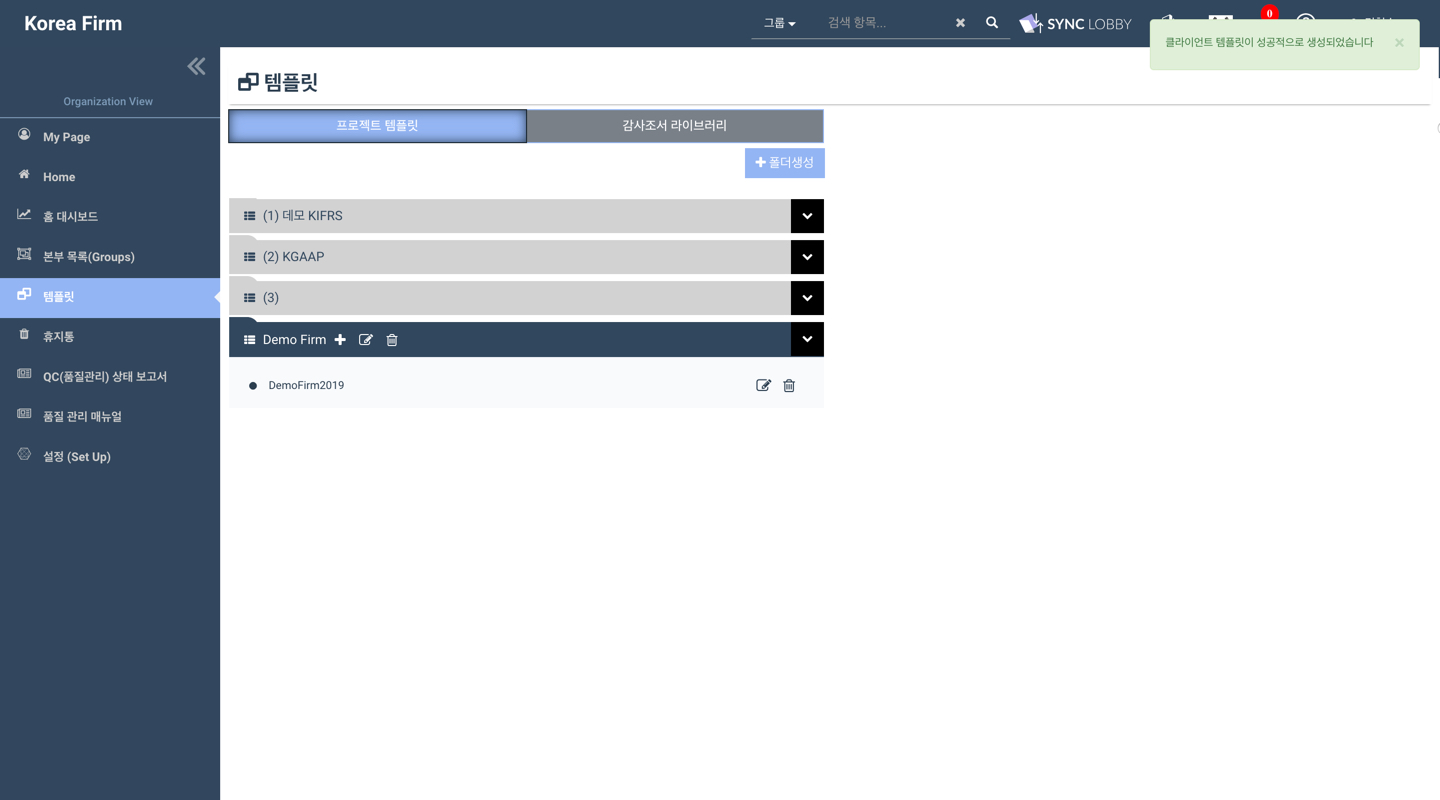 Korea Firm
그룹
검색 항목...
SYNC LOBBY
0
클라이언트 템플릿이 성공적으로 생성되었습니다
Organization View
My Page
Home
홈 대시보드
본부 목록(Groups)
템플릿
휴지통
QC(품질관리) 상태 보고서
품질 관리 매뉴얼
설정 (Set Up)
템플릿
프로젝트 템플릿
감사조서 라이브러리
폴더생성
(1) 데모 KIFRS
(2) KGAAP
(3)
Demo Firm
DemoFirm2019